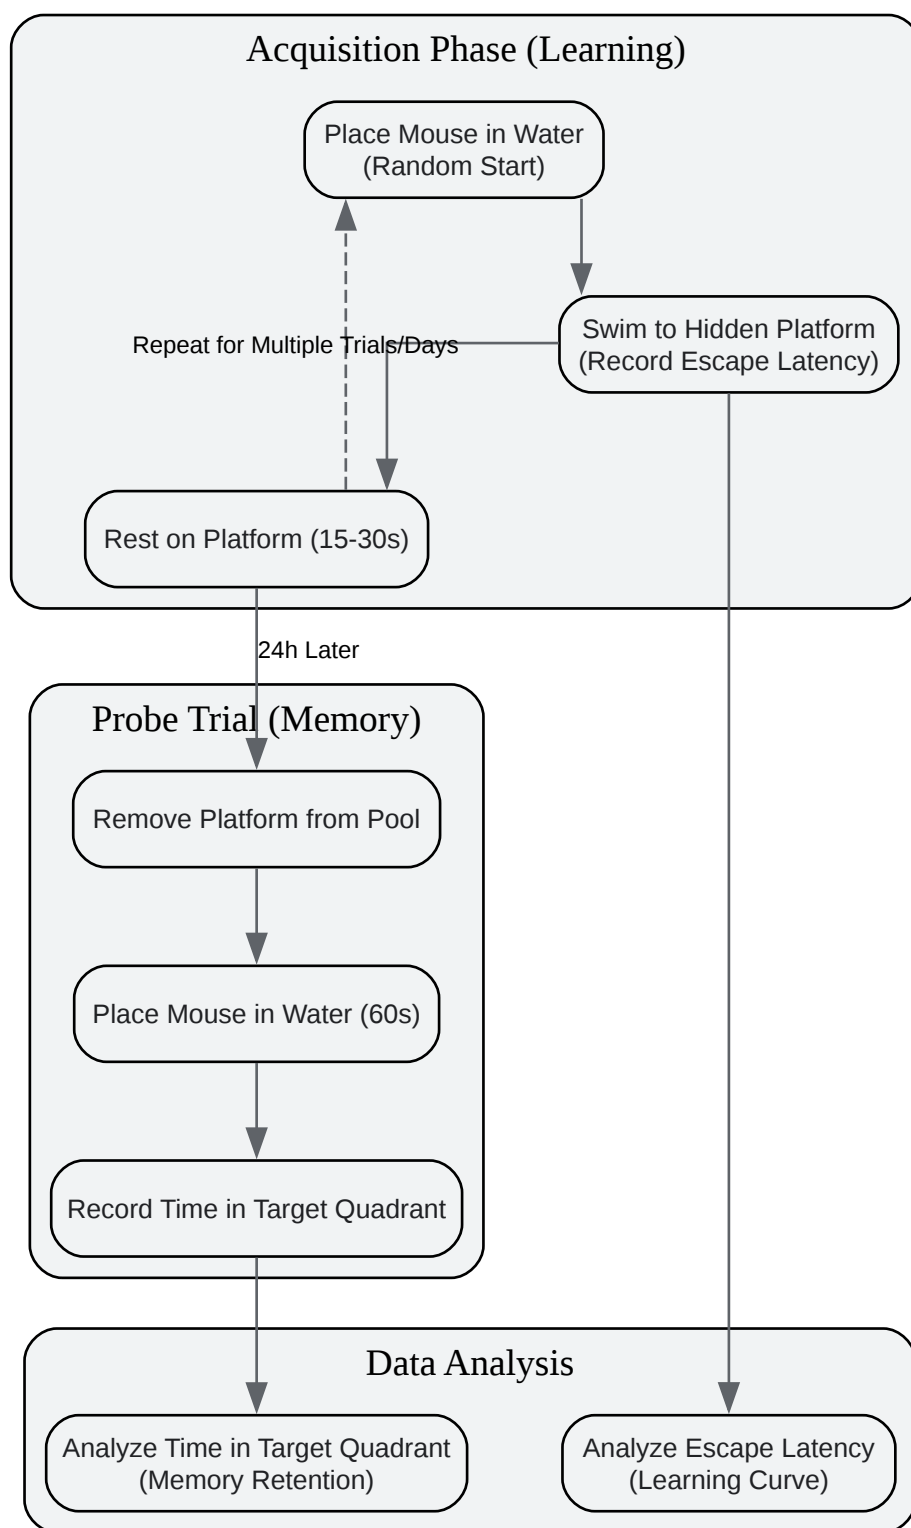 Acquisition Phase (Learning)
Place Mouse in Water
(Random Start)
Swim to Hidden Platform
(Record Escape Latency)
Repeat for Multiple Trials/Days
Rest on Platform (15-30s)
24h Later
Probe Trial (Memory)
Remove Platform from Pool
Place Mouse in Water (60s)
Record Time in Target Quadrant
Data Analysis
Analyze Time in Target Quadrant
(Memory Retention)
Analyze Escape Latency
(Learning Curve)